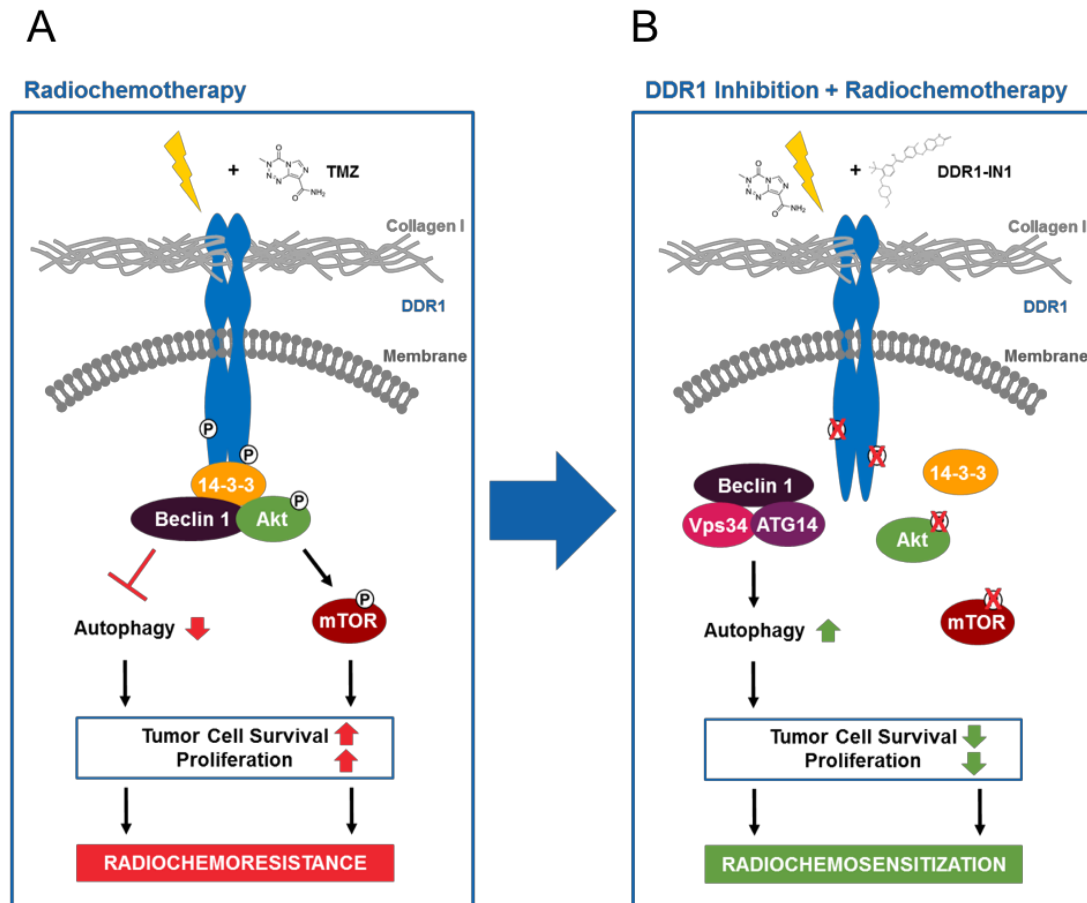 A
Radiochemotherapy
+
TMZ
Collagen I
DDR1
Membrane
P
P
14-3-3
P
Beclin 1
Akt
P
mTOR
Autophagy
Tumor Cell Survival
Proliferation
RADIOCHEMORESISTANCE
B
DDR1 Inhibition + Radiochemotherapy
+
DDR1-IN1
Collagen I
DDR1
Membrane
14-3-3
Beclin 1
Vps34
ATG14
Akt
mTOR
Autophagy
Tumor Cell Survival
Proliferation
RADIOCHEMOSENSITIZATION